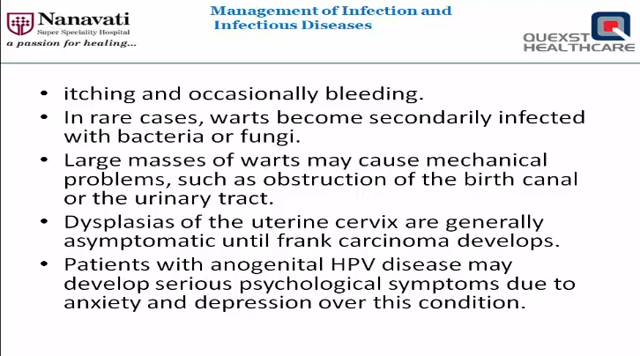 Nanavati
Super Speciality Hospital
a passion for healing...
Management of Infection and
Infectious Diseases
QUEXST
HEALTHCARE
• itching and occasionally bleeding.
• In rare cases, warts become secondarily infected
with bacteria or fungi.
• Large masses of warts may cause mechanical
problems, such as obstruction of the birth canal
or the urinary tract.
• Dysplasias of the uterine cervix are generally
asymptomatic until frank carcinoma develops.
• Patients with anogenital HPV disease may
develop serious psychological symptoms due to
anxiety and depression over this condition.